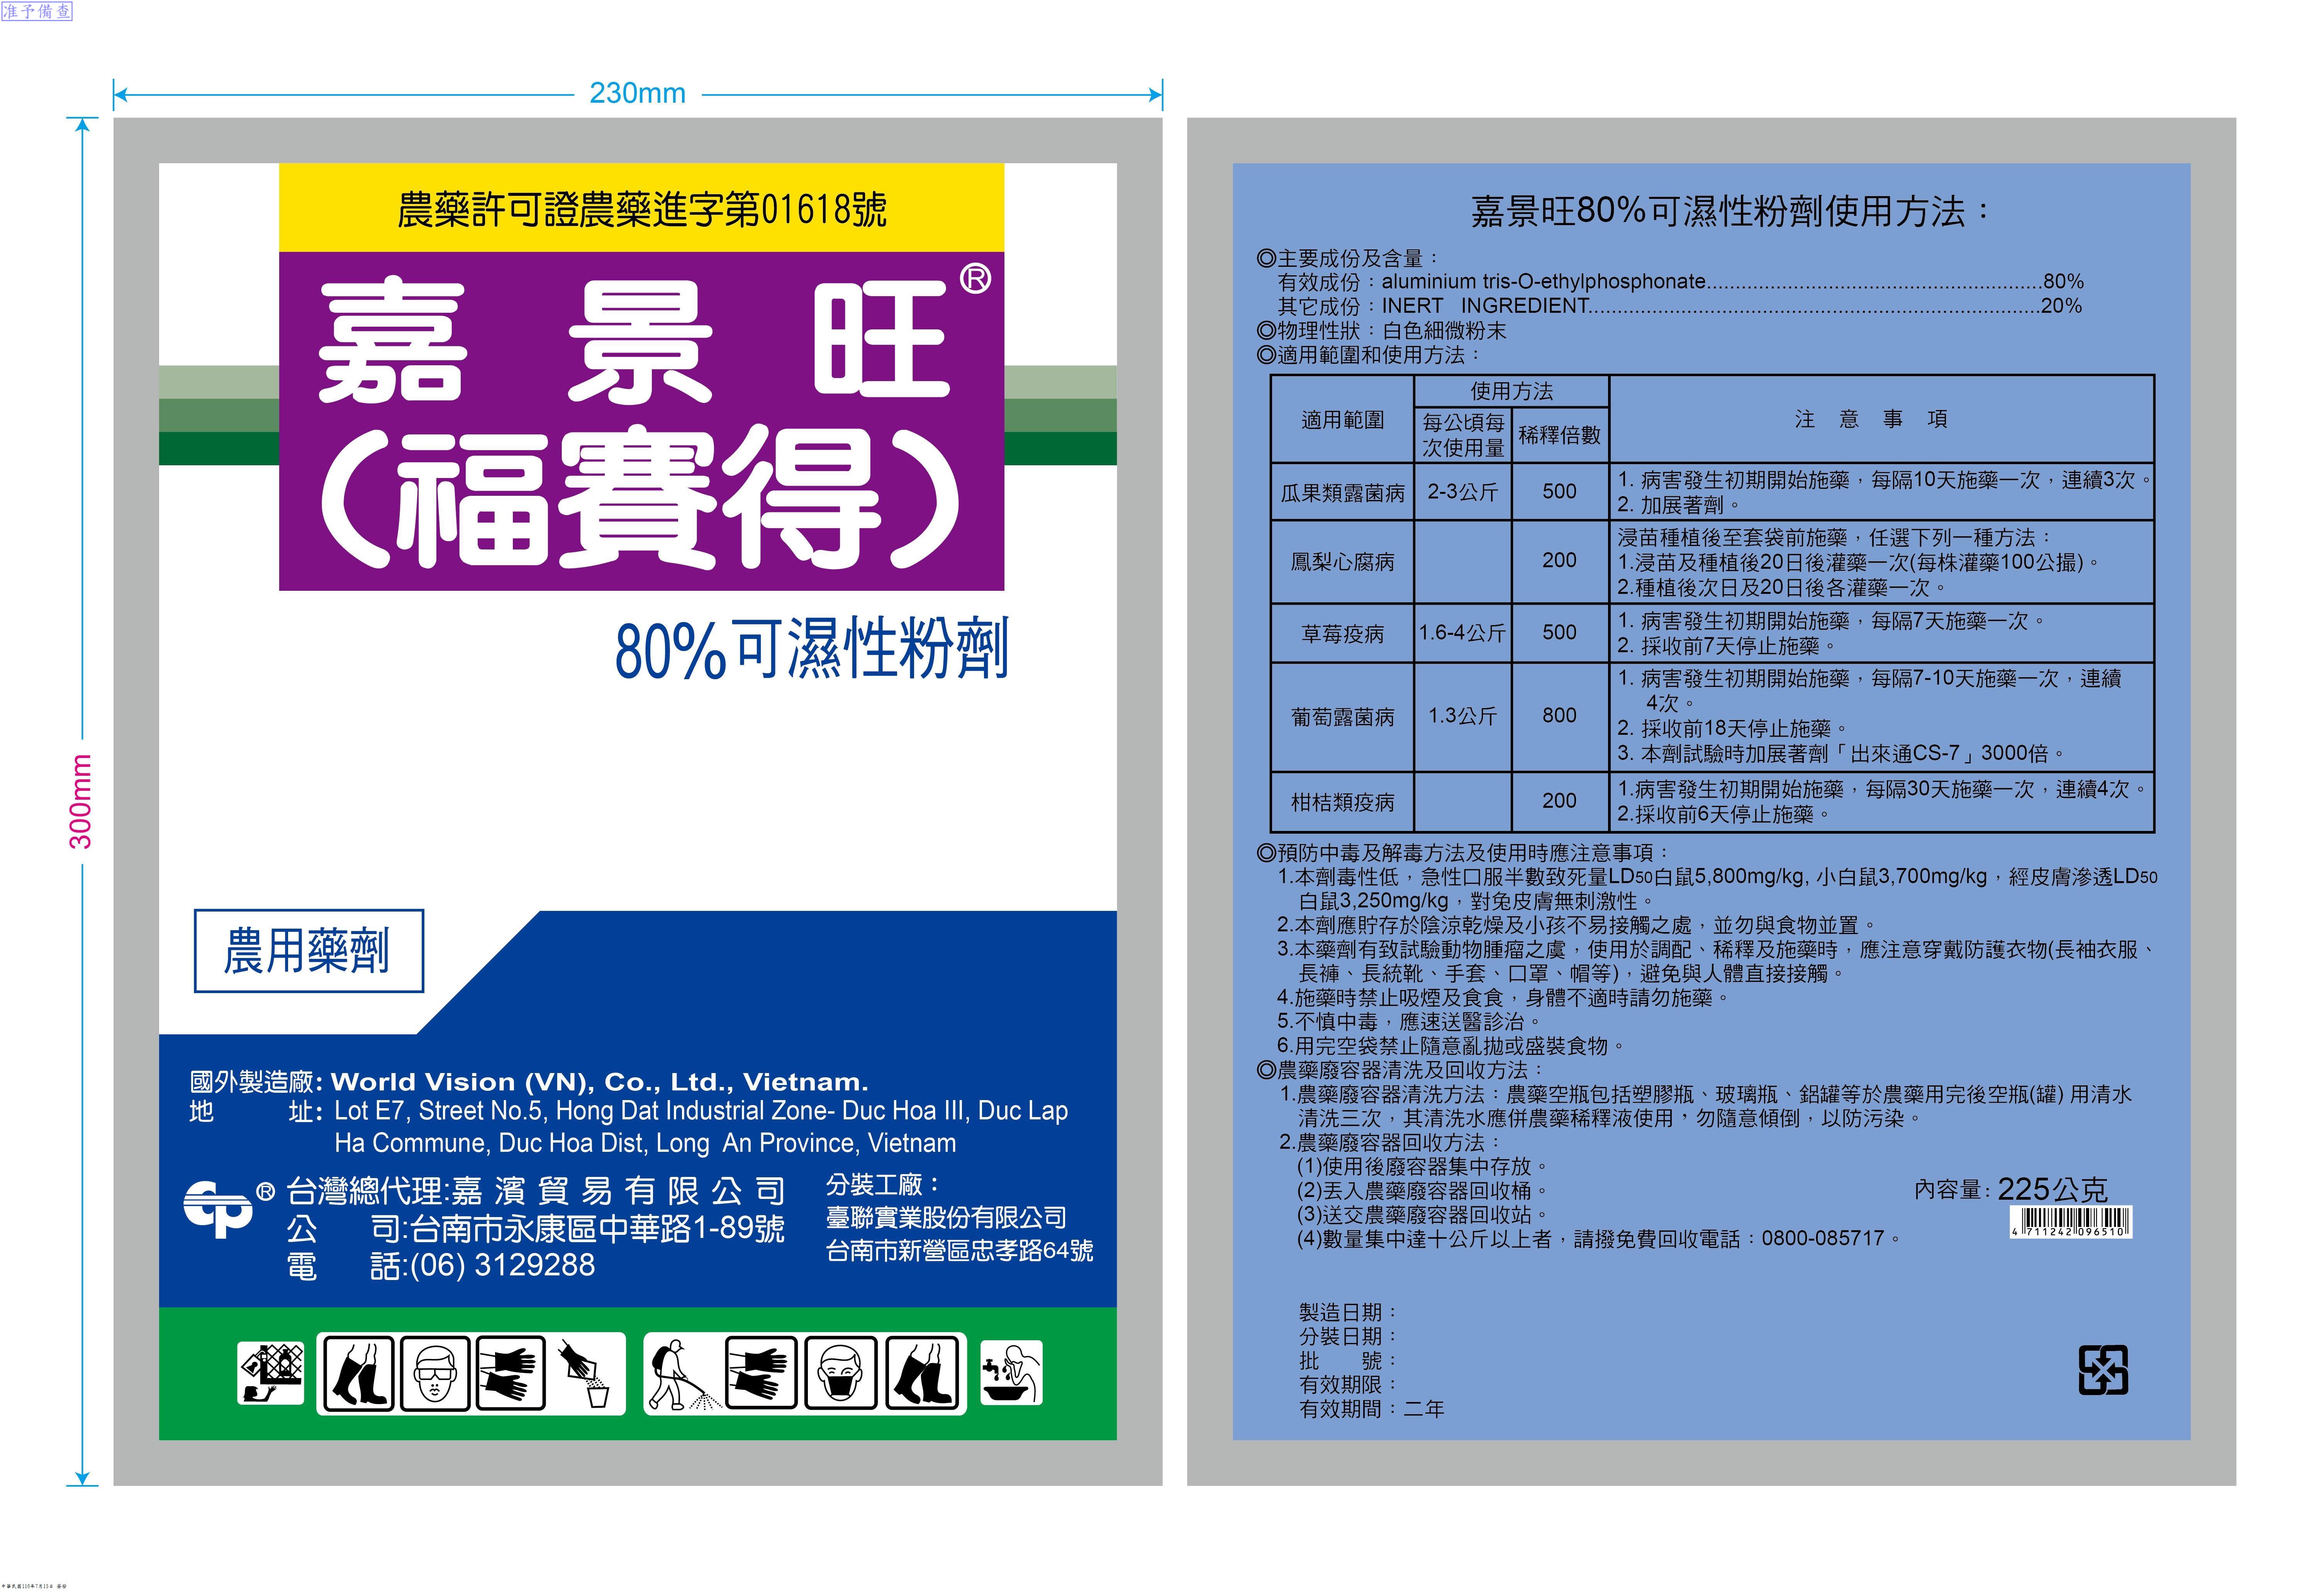 准予備查
230mm
300mm
農藥許可證農藥進字第01618號
嘉景旺®
(福賽得)
80%可濕性粉劑
農用藥劑
國外製造廠: World Vision (VN), Co., Ltd., Vietnam.
地 址: Lot E7, Street No.5, Hong Dat Industrial Zone- Duc Hoa III, Duc Lap
Ha Commune, Duc Hoa Dist, Long An Province, Vietnam
CP ® 台灣總代理:嘉濱貿易有限公司
公 司:台南市永康區中華路1-89號
電 話:(06) 3129288
分裝工廠：
臺聯實業股份有限公司
台南市新營區忠孝路64號
嘉景旺80%可濕性粉劑使用方法：
◎主要成份及含量：
有效成份：aluminium tris-O-ethylphosphonate......................................................80%
其它成份：INERT INGREDIENT.........................................................................20%
◎物理性狀：白色細微粉末
◎適用範圍和使用方法：
適用範圍
使用方法
每公頃每
次使用量
稀釋倍數
注 意 事 項
瓜果類露菌病 2-3公斤 500
1. 病害發生初期開始施藥，每隔10天施藥一次，連續3次。
2. 加展著劑。
鳳梨心腐病 200
浸苗種植後至套袋前施藥，任選下列一種方法：
1.浸苗及種植後20日後灌藥一次(每株灌藥100公撮)。
2.種植後次日及20日後各灌藥一次。
草莓疫病 1.6-4公斤 500
1. 病害發生初期開始施藥，每隔7天施藥一次。
2. 採收前7天停止施藥。
葡萄露菌病 1.3公斤 800
1. 病害發生初期開始施藥，每隔7-10天施藥一次，連續
4次。
2. 採收前18天停止施藥。
3. 本劑試驗時加展著劑「出來通CS-7」3000倍。
柑桔類疫病 200
1.病害發生初期開始施藥，每隔30天施藥一次，連續4次。
2.採收前6天停止施藥。
◎預防中毒及解毒方法及使用時應注意事項：
1.本劑毒性低，急性口服半數致死量LD50白鼠5,800mg/kg, 小白鼠3,700mg/kg，經皮膚滲透LD50
白鼠3,250mg/kg，對兔皮膚無刺激性。
2.本劑應貯存於陰涼乾燥及小孩不易接觸之處，並勿與食物並置。
3.本藥劑有致試驗動物腫瘤之虞，使用於調配、稀釋及施藥時，應注意穿戴防護衣物(長袖衣服、
長褲、長統靴、手套、口罩、帽等)，避免與人體直接接觸。
4.施藥時禁止吸煙及食食，身體不適時請勿施藥。
5.不慎中毒，應速送醫診治。
6.用完空袋禁止隨意亂拋或盛裝食物。
◎農藥廢容器清洗及回收方法：
1.農藥廢容器清洗方法：農藥空瓶包括塑膠瓶、玻璃瓶、鋁罐等於農藥用完後空瓶(罐) 用清水
清洗三次，其清洗水應併農藥稀釋液使用，勿隨意傾倒，以防污染。
2.農藥廢容器回收方法：
(1)使用後廢容器集中存放。
(2)丟入農藥廢容器回收桶。
(3)送交農藥廢容器回收站。
(4)數量集中達十公斤以上者，請撥免費回收電話：0800-085717。
內容量: 225公克
4 711242 096510
製造日期：
分裝日期：
批 號：
有效期限：
有效期間：二年